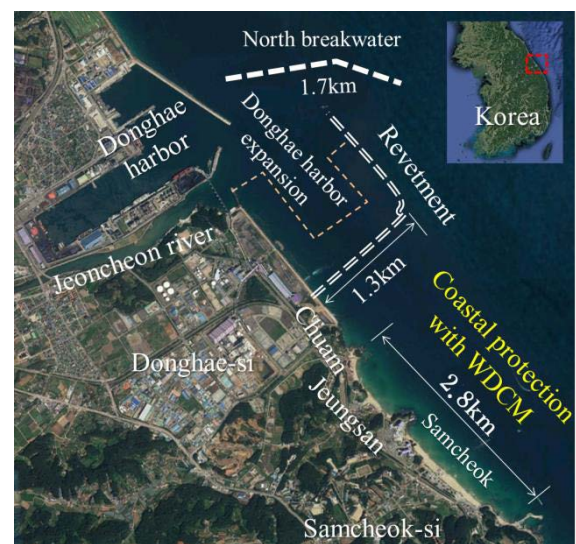 North breakwater
1.7km
Korea
Donghae
harbor
Donghae harbor
expansion
Revetment
Jeoncheon river
1.3km
Coastal protection
with WDCM
Chuam
Donghae-si
Jeungsan
2.8km
Samcheok
Samcheok-si